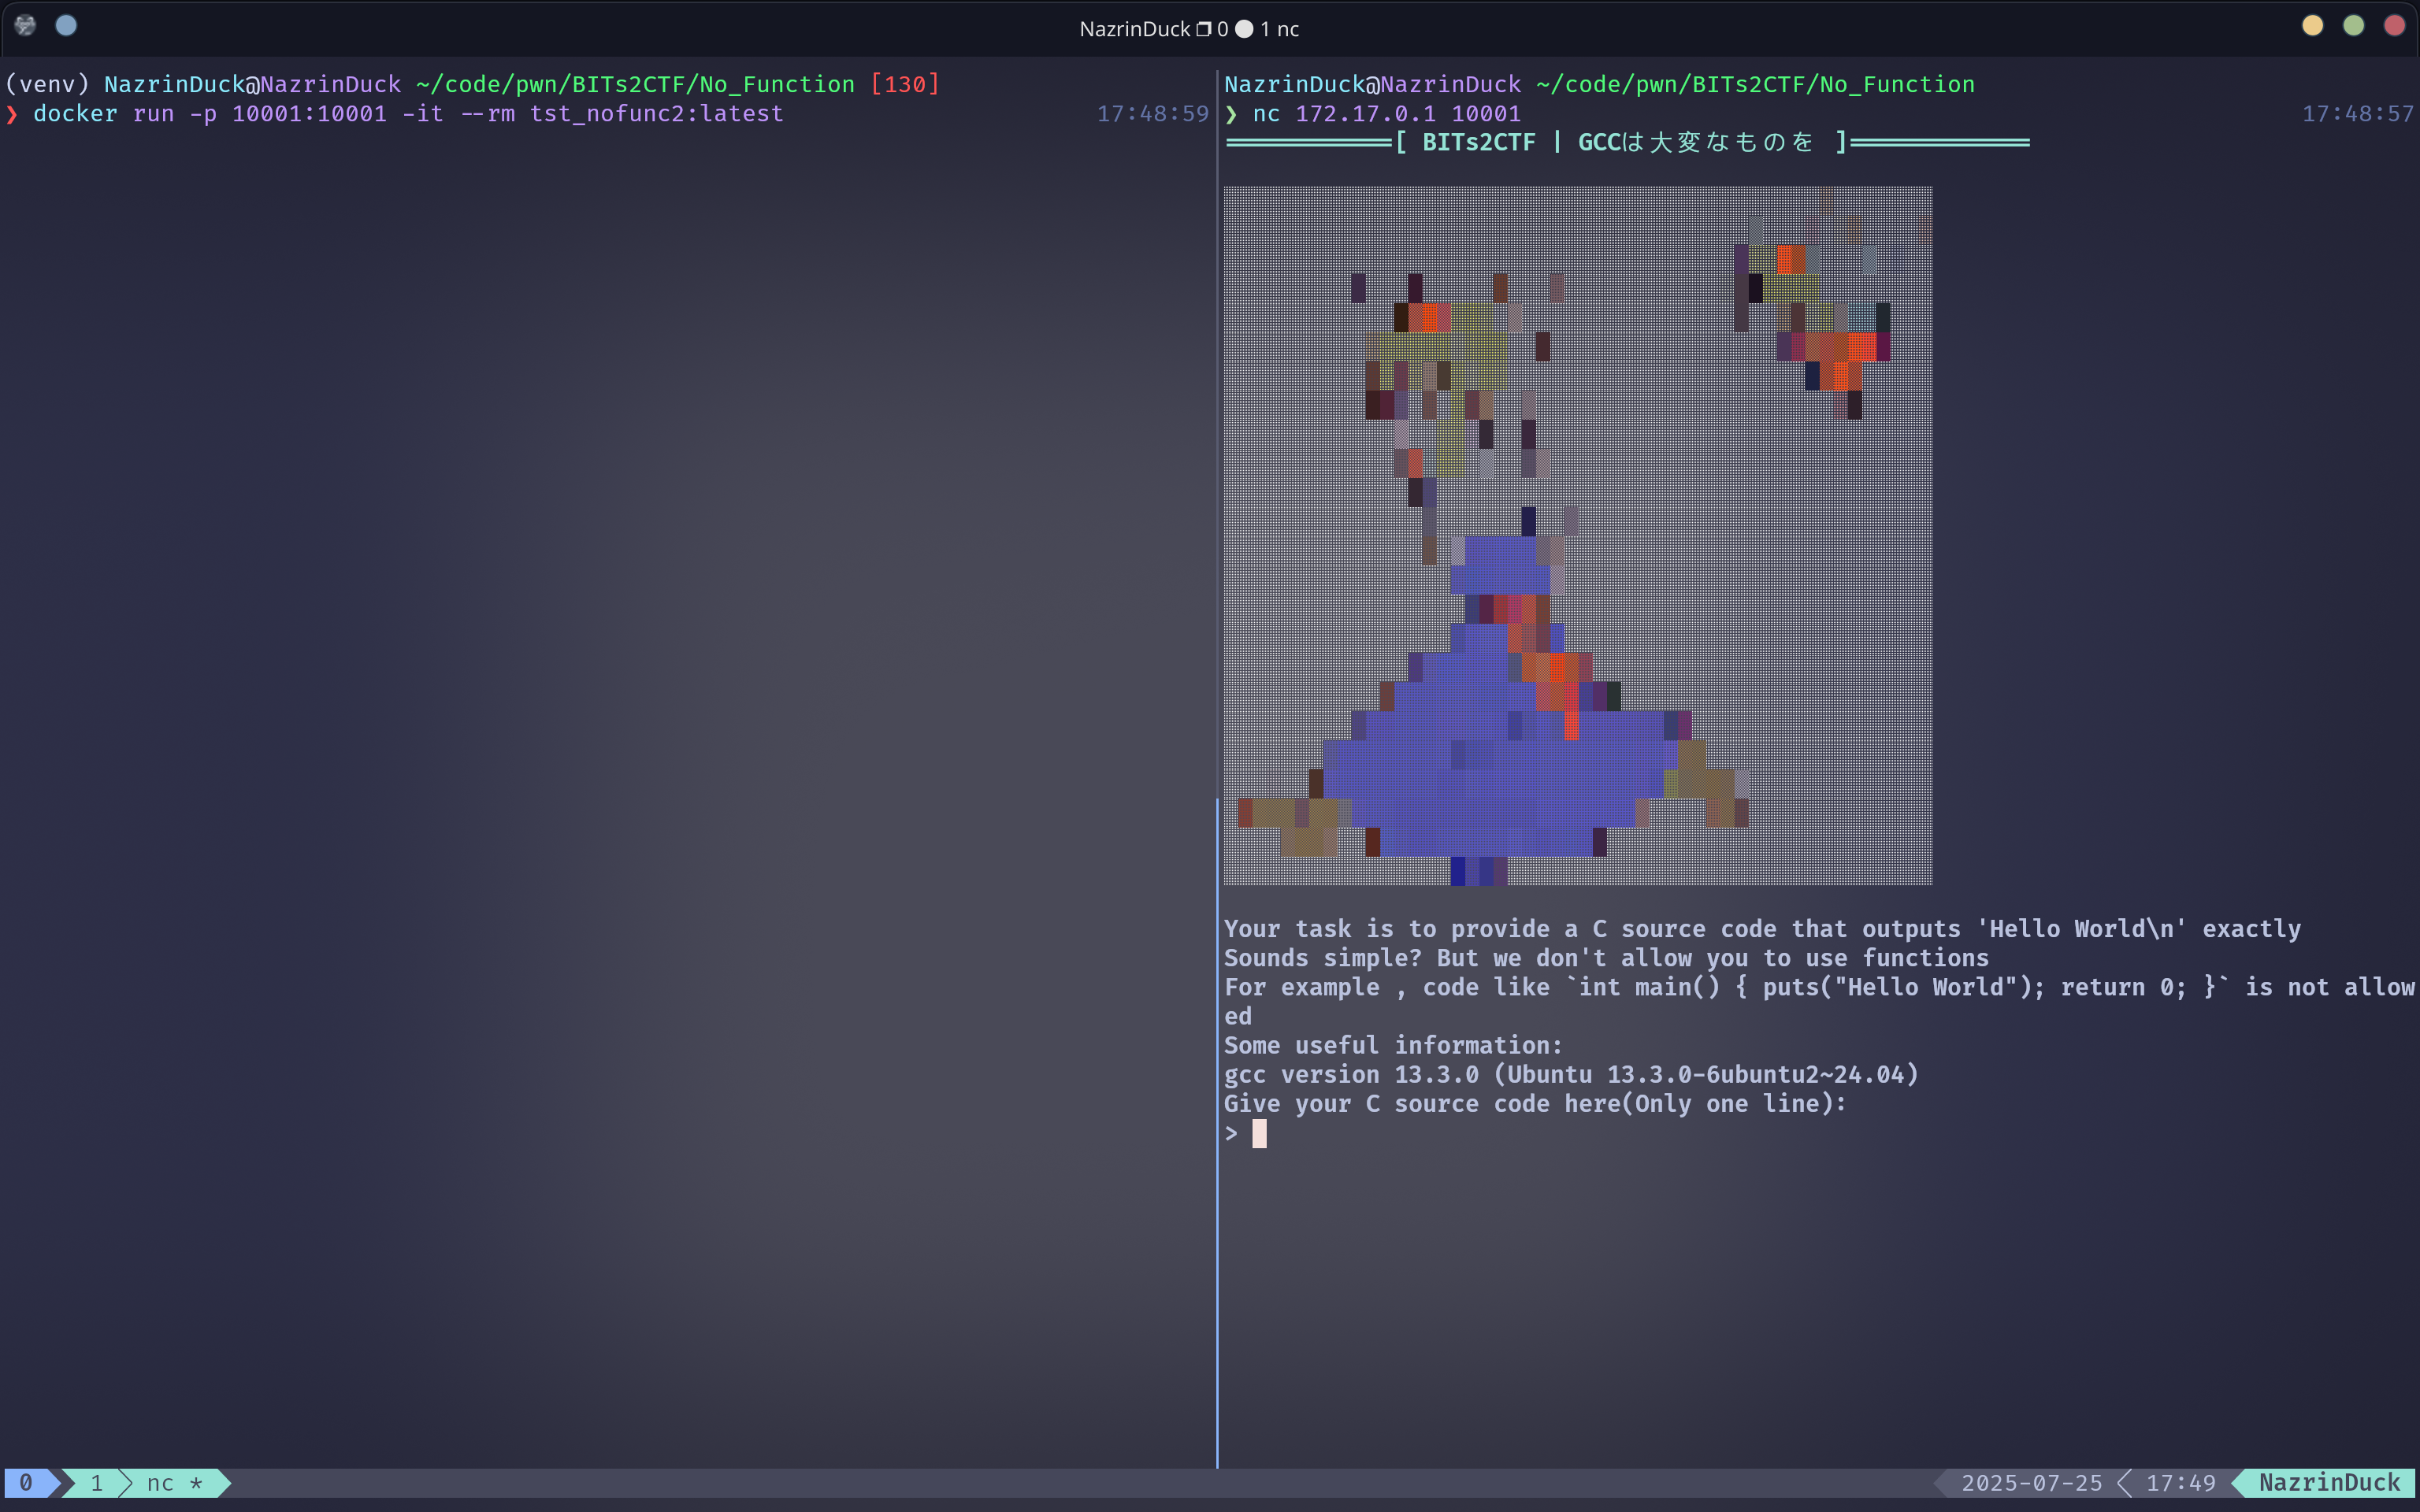 NazrinDuck 0 1 nc
(venv) NazrinDuck@NazrinDuck ~/code/pwn/BITs2CTF/No_Function [130]
❯ docker run -p 10001:10001 -it --rm tst_nofunc2:latest 17:48:59
NazrinDuck@NazrinDuck ~/code/pwn/BITs2CTF/No_Function
❯ nc 172.17.0.1 10001 17:48:57
[ BITs2CTF | GCCは大変なものを ]
Your task is to provide a C source code that outputs 'Hello World\n' exactly
Sounds simple? But we don't allow you to use functions
For example , code like `int main() { puts("Hello World"); return 0; }` is not allow
ed
Some useful information:
gcc version 13.3.0 (Ubuntu 13.3.0-6ubuntu2~24.04)
Give your C source code here(Only one line):
>
0 1 nc * 2025-07-25 17:49 NazrinDuck